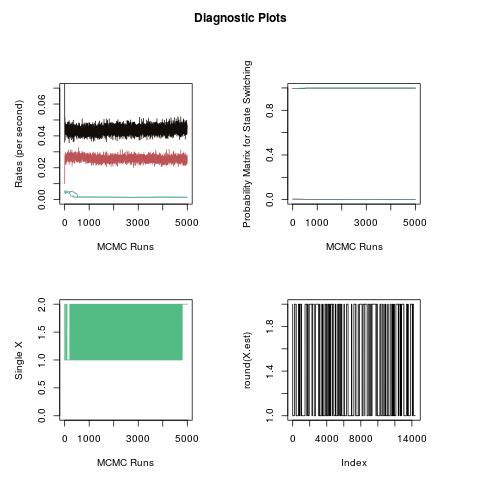 Diagnostic Plots
Rates (per second)
0.00 0.02 0.04 0.06
0 1000 3000 5000
MCMC Runs
Probability Matrix for State Switching
0.0 0.4 0.8
0 1000 3000 5000
MCMC Runs
Single X
0.0 0.5 1.0 1.5 2.0
0 1000 3000 5000
MCMC Runs
round(X.est)
1.0 1.4 1.8
0 4000 8000 14000
Index